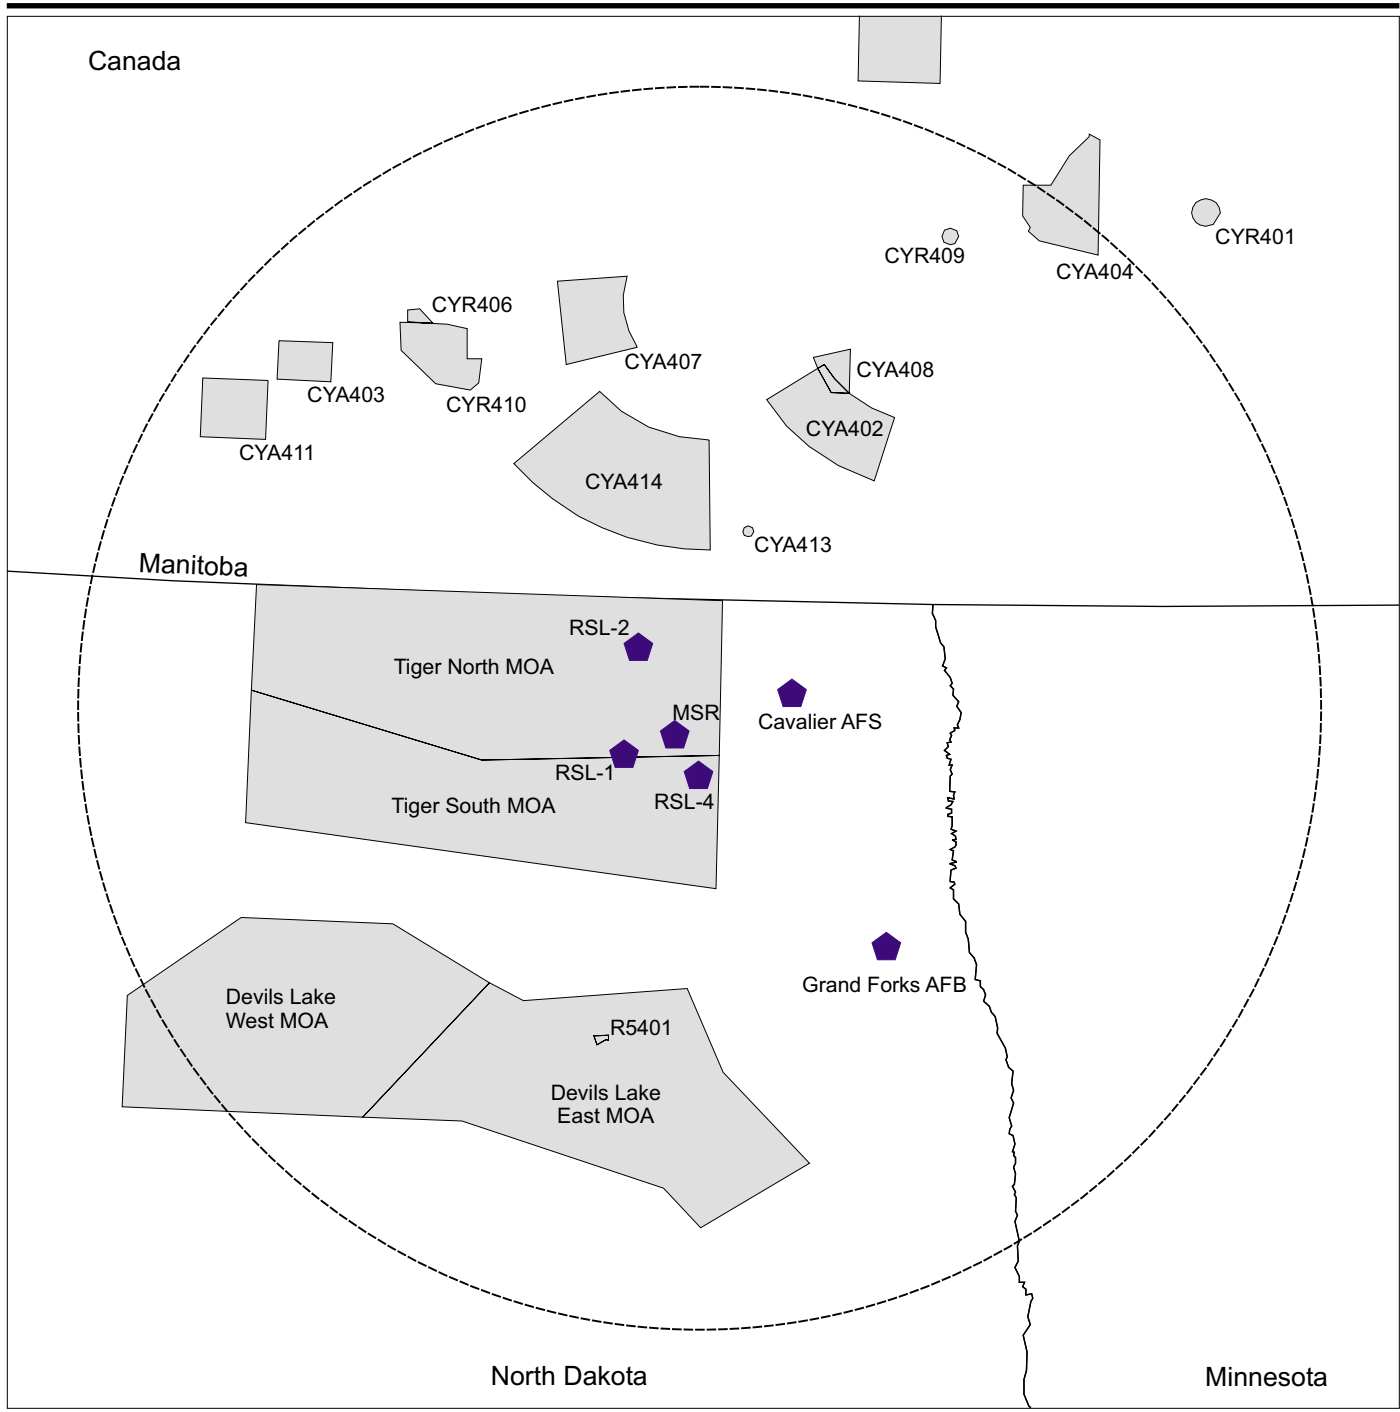 Canada
CYR401
CYR409
CYA404
CYR406
CYA407
CYA408
CYA403
CYR410
CYA402
CYA411
CYA414
CYA413
Manitoba
RSL-2
Tiger North MOA
MSR
Cavalier AFS
RSL-1
RSL-4
Tiger South MOA
Grand Forks AFB
Devils Lake
West MOA
R5401
Devils Lake
East MOA
North Dakota
Minnesota